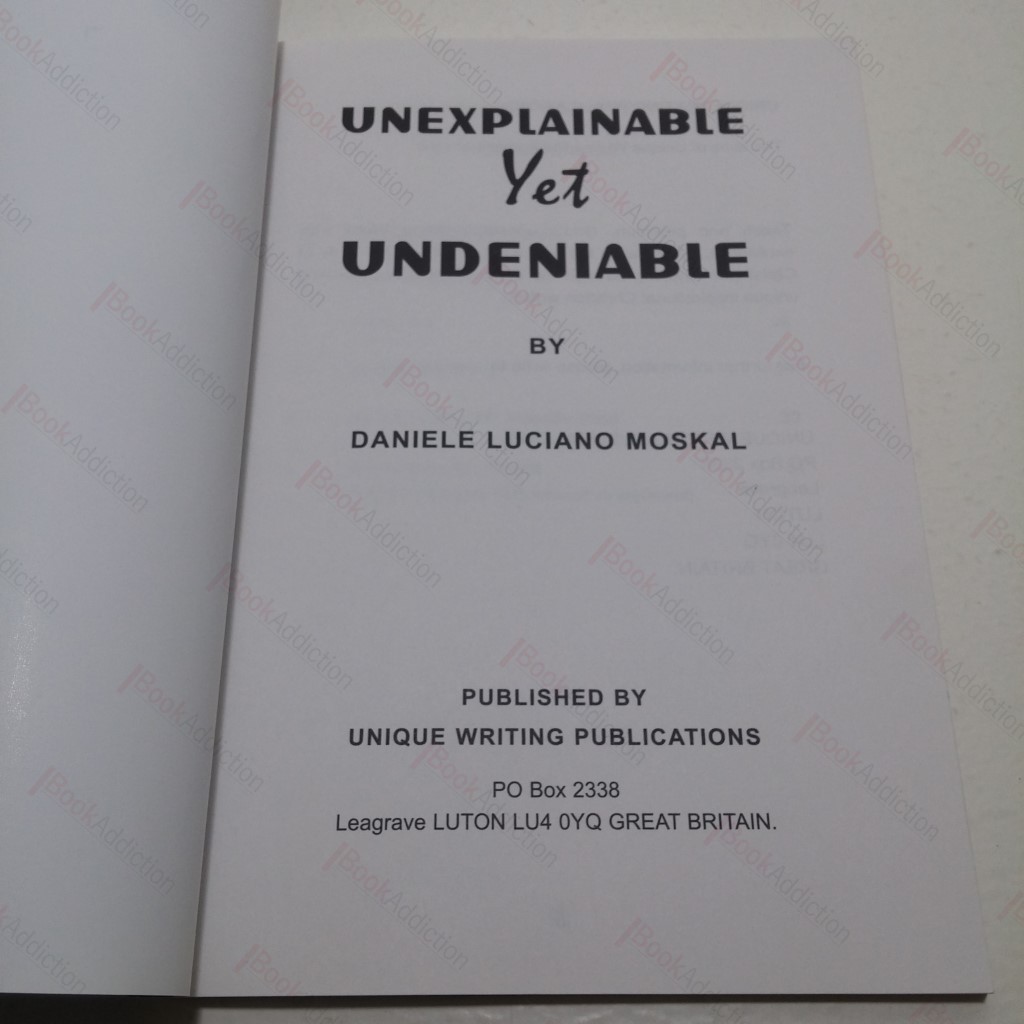 UNEXPLAINABLE
Yet
UNDENIABLE
BY
DANIELE LUCIANO MOSKAL
PUBLISHED BY
UNIQUE WRITING PUBLICATIONS
PO Box 2338
Leagrave LUTON LU4 0YQ GREAT BRITAIN.
BookAddiction